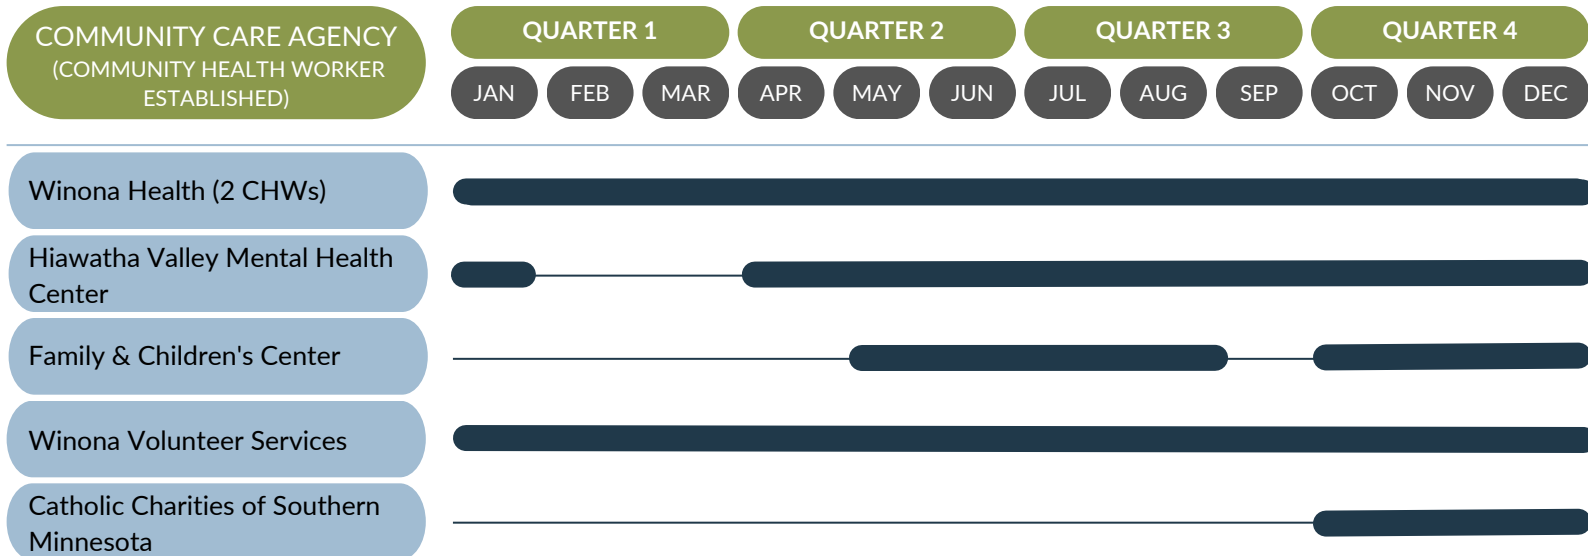 COMMUNITY CARE AGENCY
(COMMUNITY HEALTH WORKER
ESTABLISHED)
QUARTER 1
QUARTER 2
QUARTER 3
QUARTER 4
JAN
FEB
MAR
APR
MAY
JUN
JUL
AUG
SEP
OCT
NOV
DEC
Winona Health (2 CHWs)
Hiawatha Valley Mental Health
Center
Family & Children's Center
Winona Volunteer Services
Catholic Charities of Southern
Minnesota